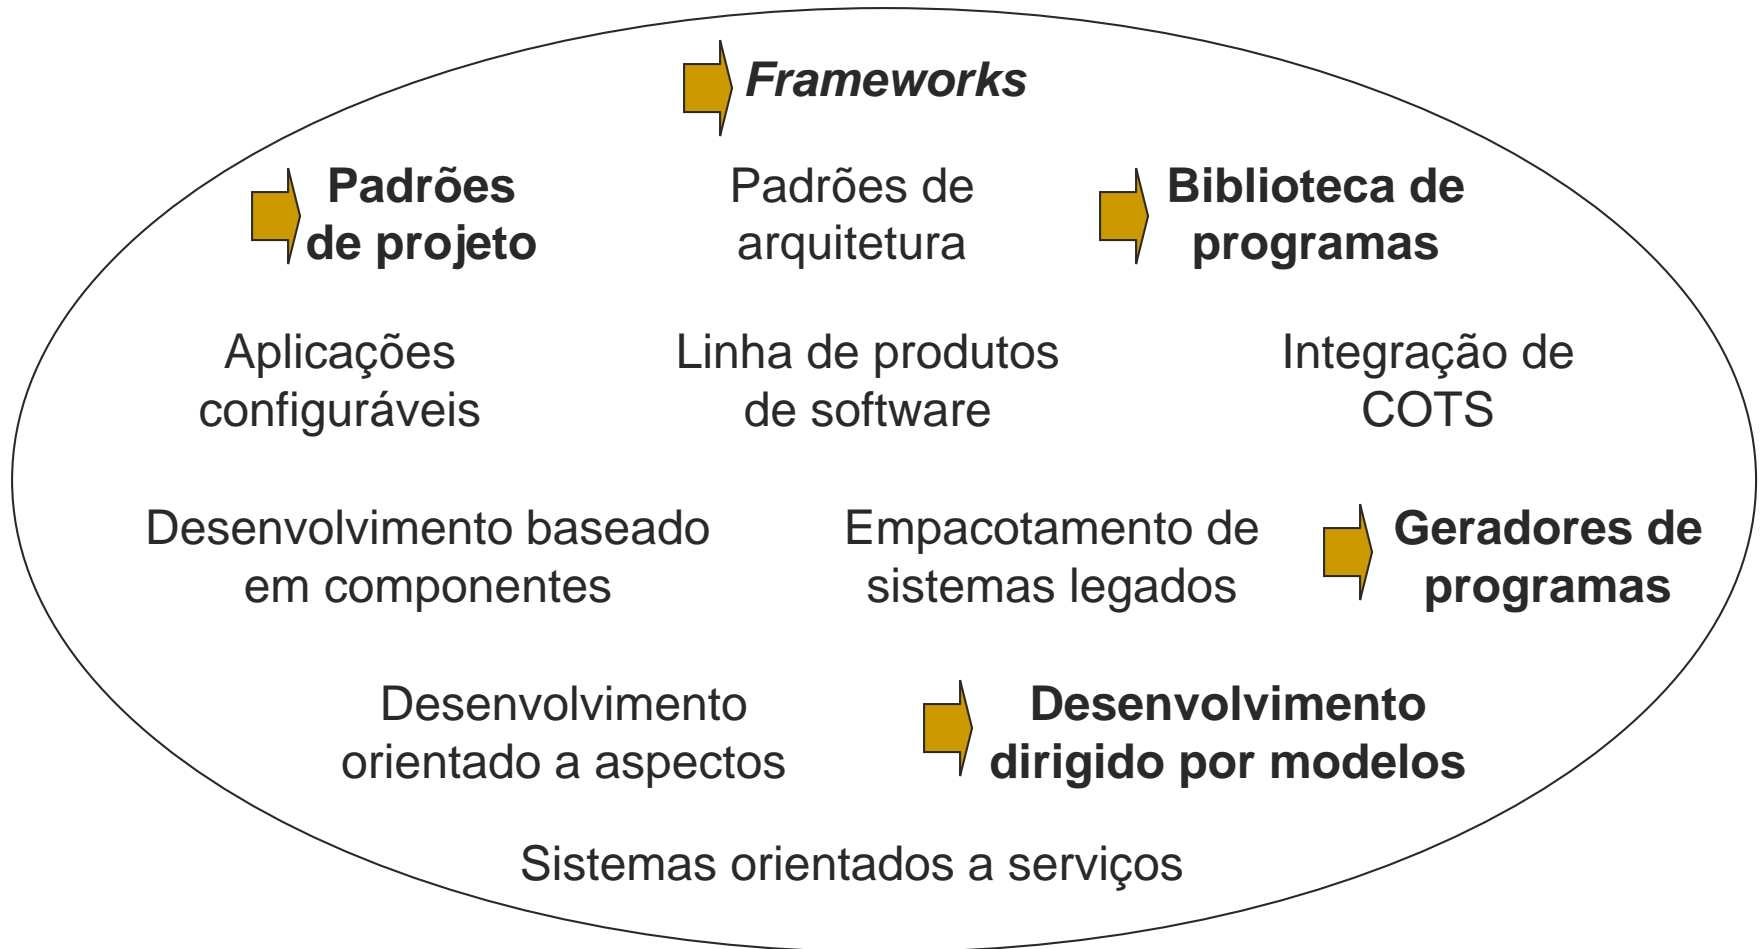 Frameworks
Padrões
de projeto
Padrões de
arquitetura
Biblioteca de
programas
Aplicações
configuráveis
Linha de produtos
de software
Integração de
COTS
Desenvolvimento baseado
em componentes
Empacotamento de
sistemas legados
Geradores de
programas
Desenvolvimento
orientado a aspectos
Desenvolvimento
dirigido por modelos
Sistemas orientados a serviços